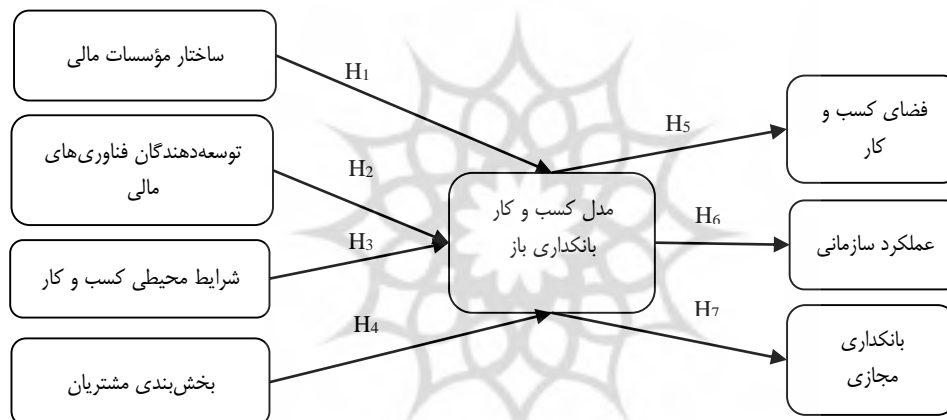 ساختار مؤسسات مالی
توسعه‌دهندگان فناوری‌های
مالی
شرایط محیطی کسب و کار
بخش‌بندی مشتریان
H1
H2
H3
H4
مدل کسب و کار
بانکداری باز
H5
H6
H7
فضای کسب و
کار
عملکرد سازمانی
بانکداری
مجازی